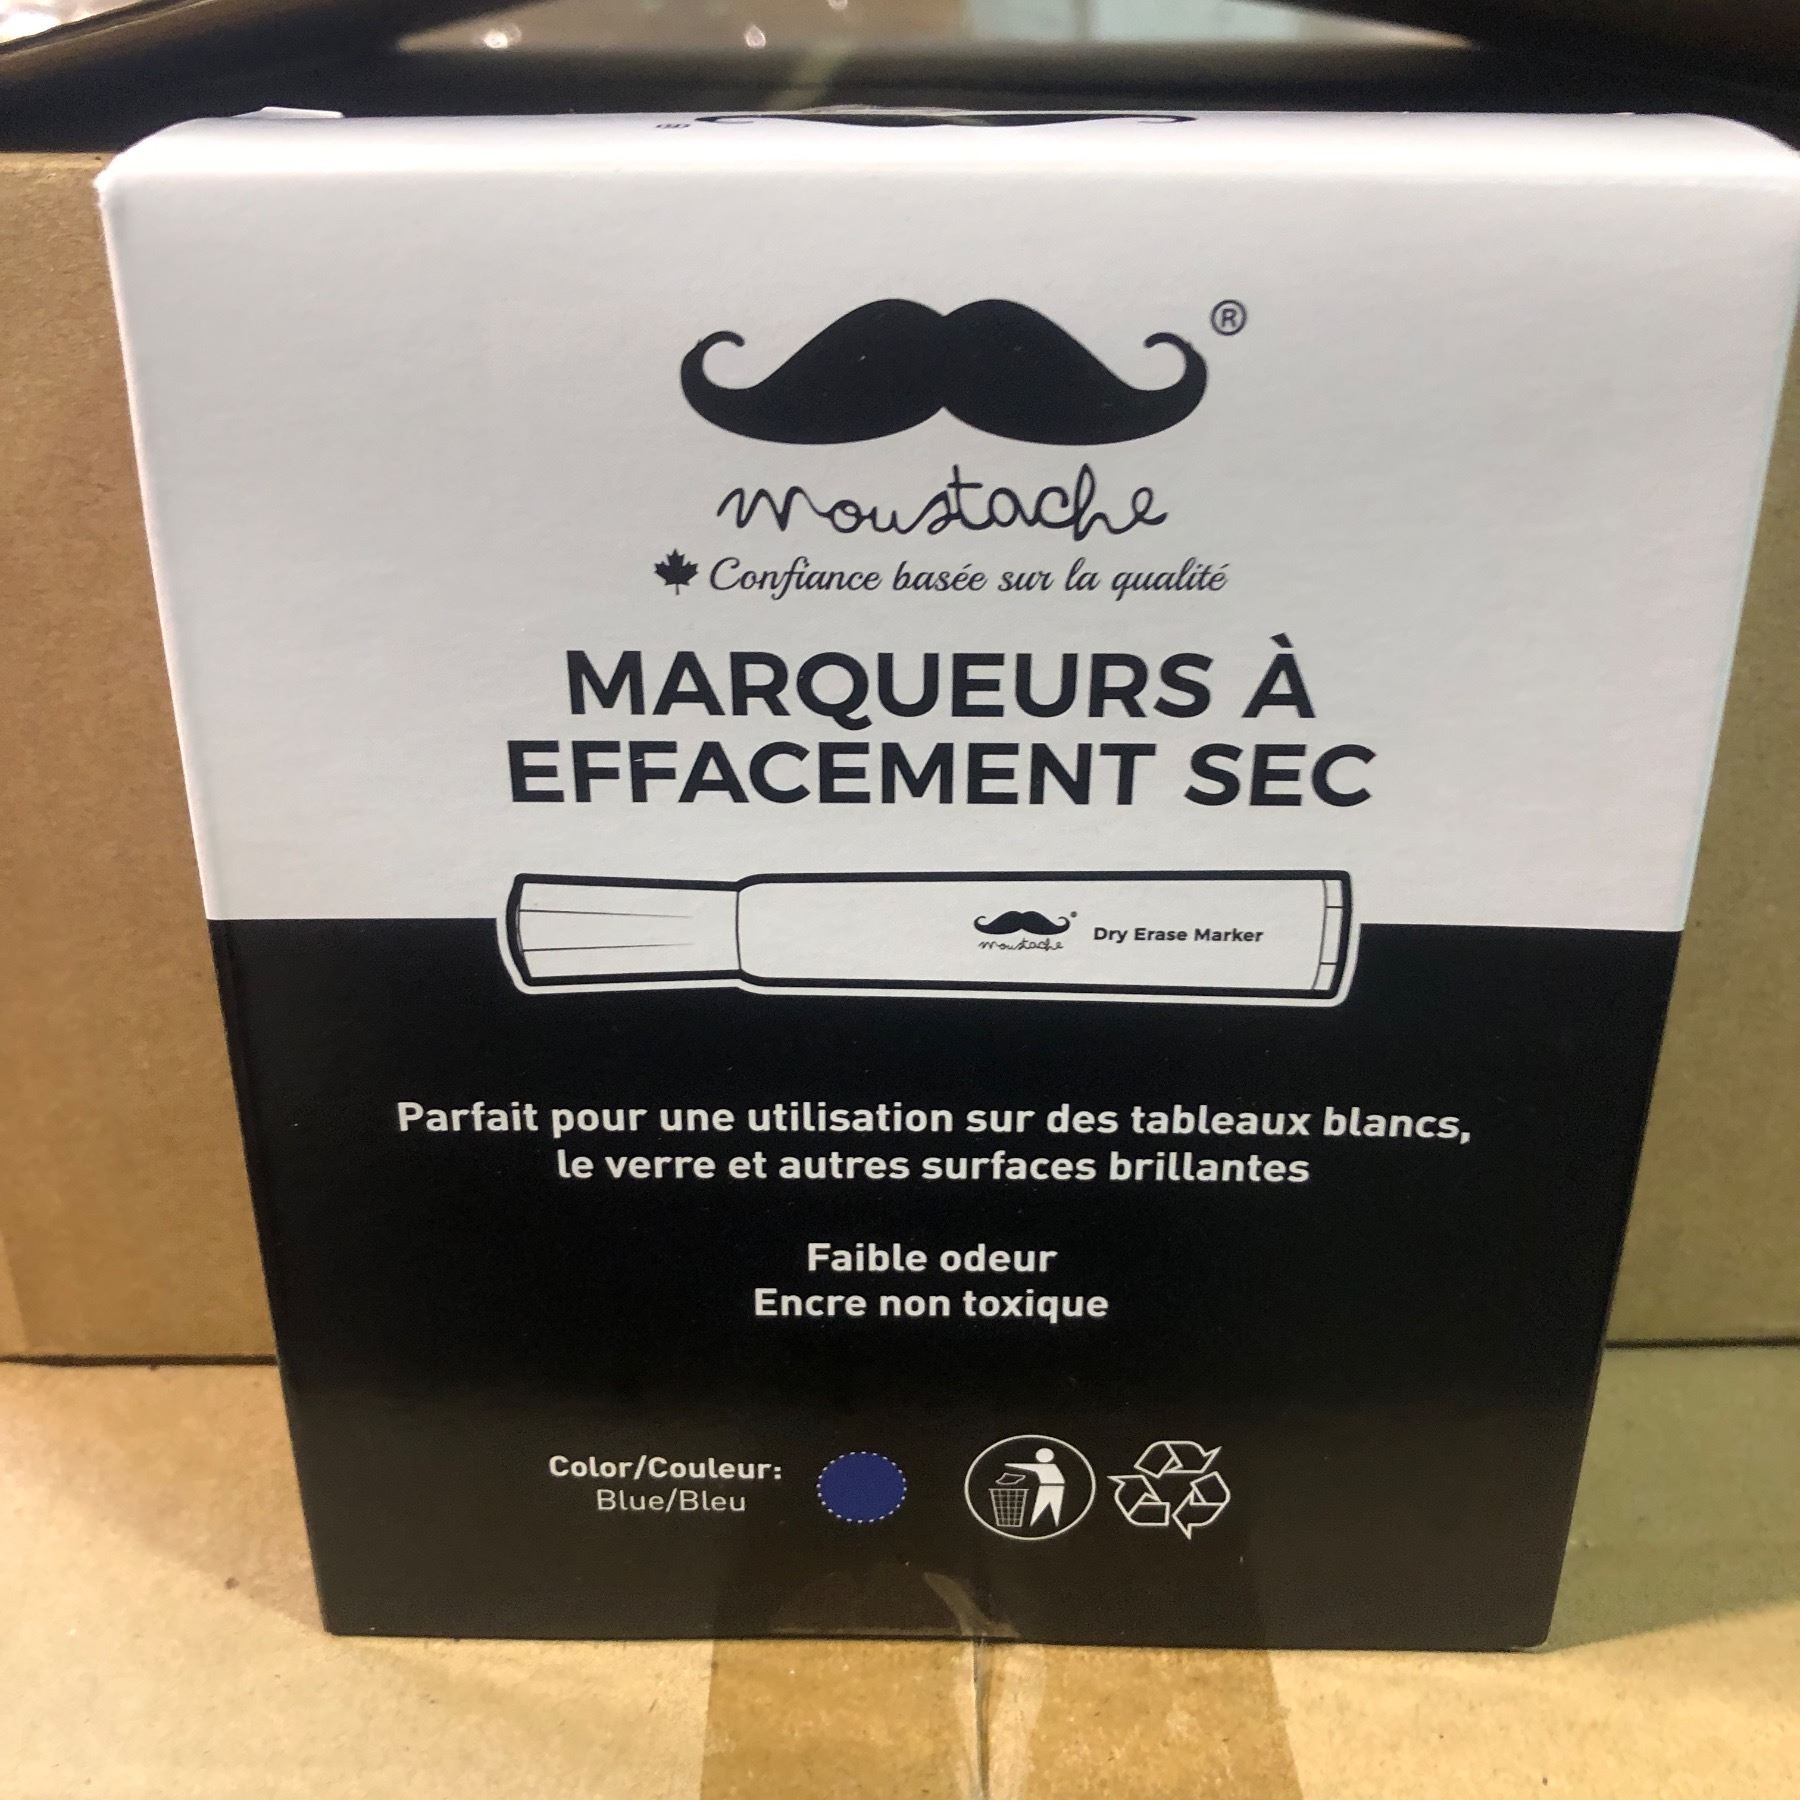 ®
moustache
Confiance basée sur la qualité
MARQUEURS À
EFFACEMENT SEC
moustache Dry Erase Marker
Parfait pour une utilisation sur des tableaux blancs,
le verre et autres surfaces brillantes
Faible odeur
Encre non toxique
Color/Couleur:
Blue/Bleu